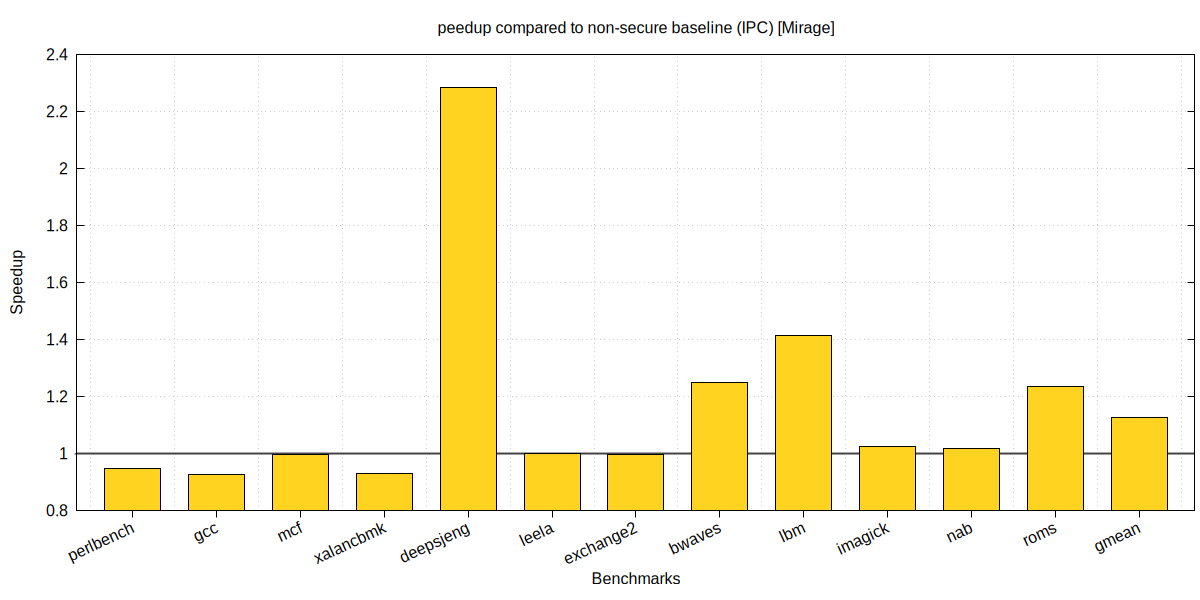 peedup compared to non-secure baseline (IPC) [Mirage]
2.4
2.2
2
1.8
1.6
1.4
1.2
1
0.8
Speedup
perlbench
gcc
mcf
xalancbmk
deepsjeng
leela
exchange2
bwaves
lbm
imagick
nab
roms
gmean
Benchmarks